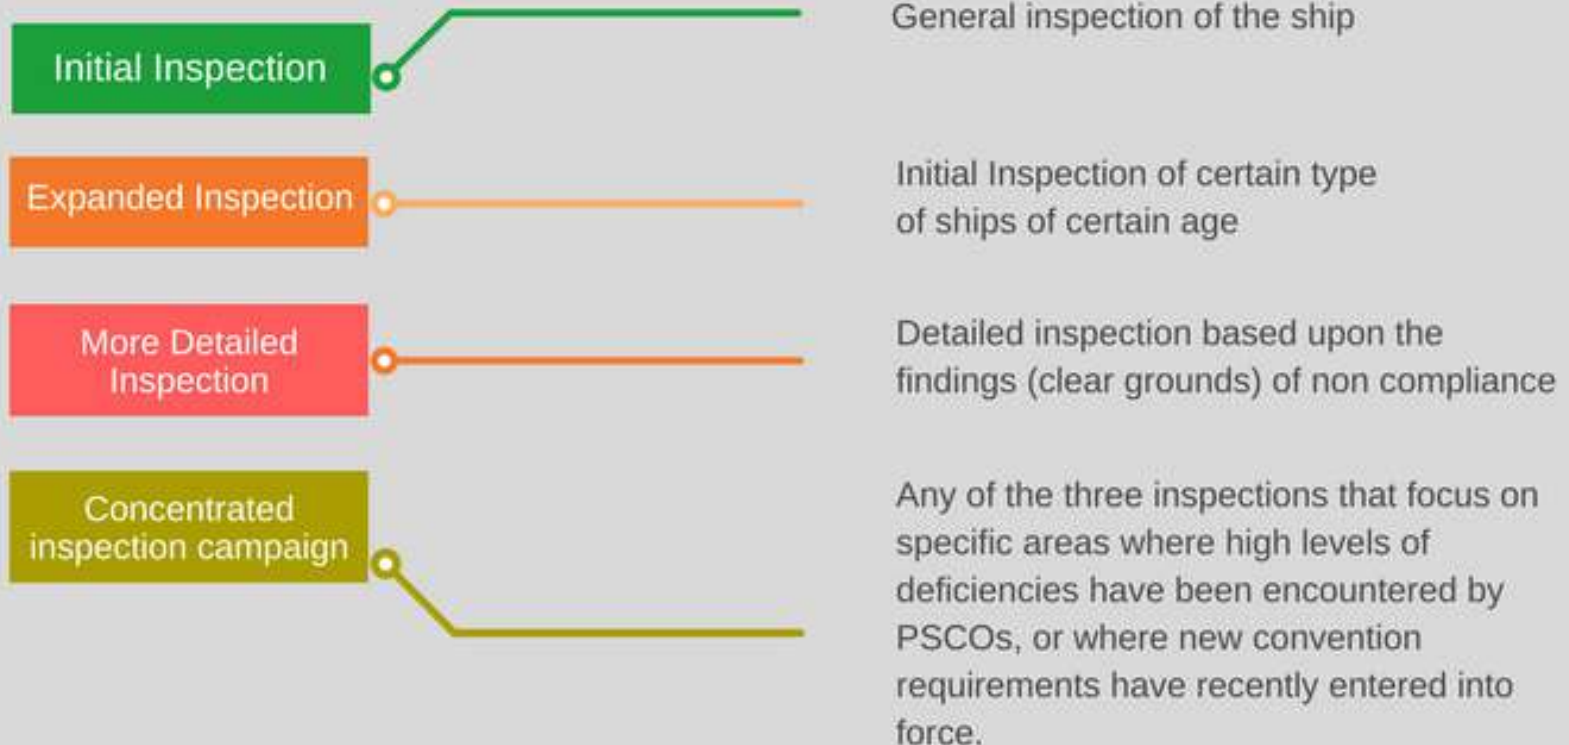 Initial Inspection
General inspection of the ship
Expanded Inspection
Initial Inspection of certain type
of ships of certain age
More Detailed
Inspection
Detailed inspection based upon the
findings (clear grounds) of non compliance
Concentrated
inspection campaign
Any of the three inspections that focus on
specific areas where high levels of
deficiencies have been encountered by
PSCOs, or where new convention
requirements have recently entered into
force.